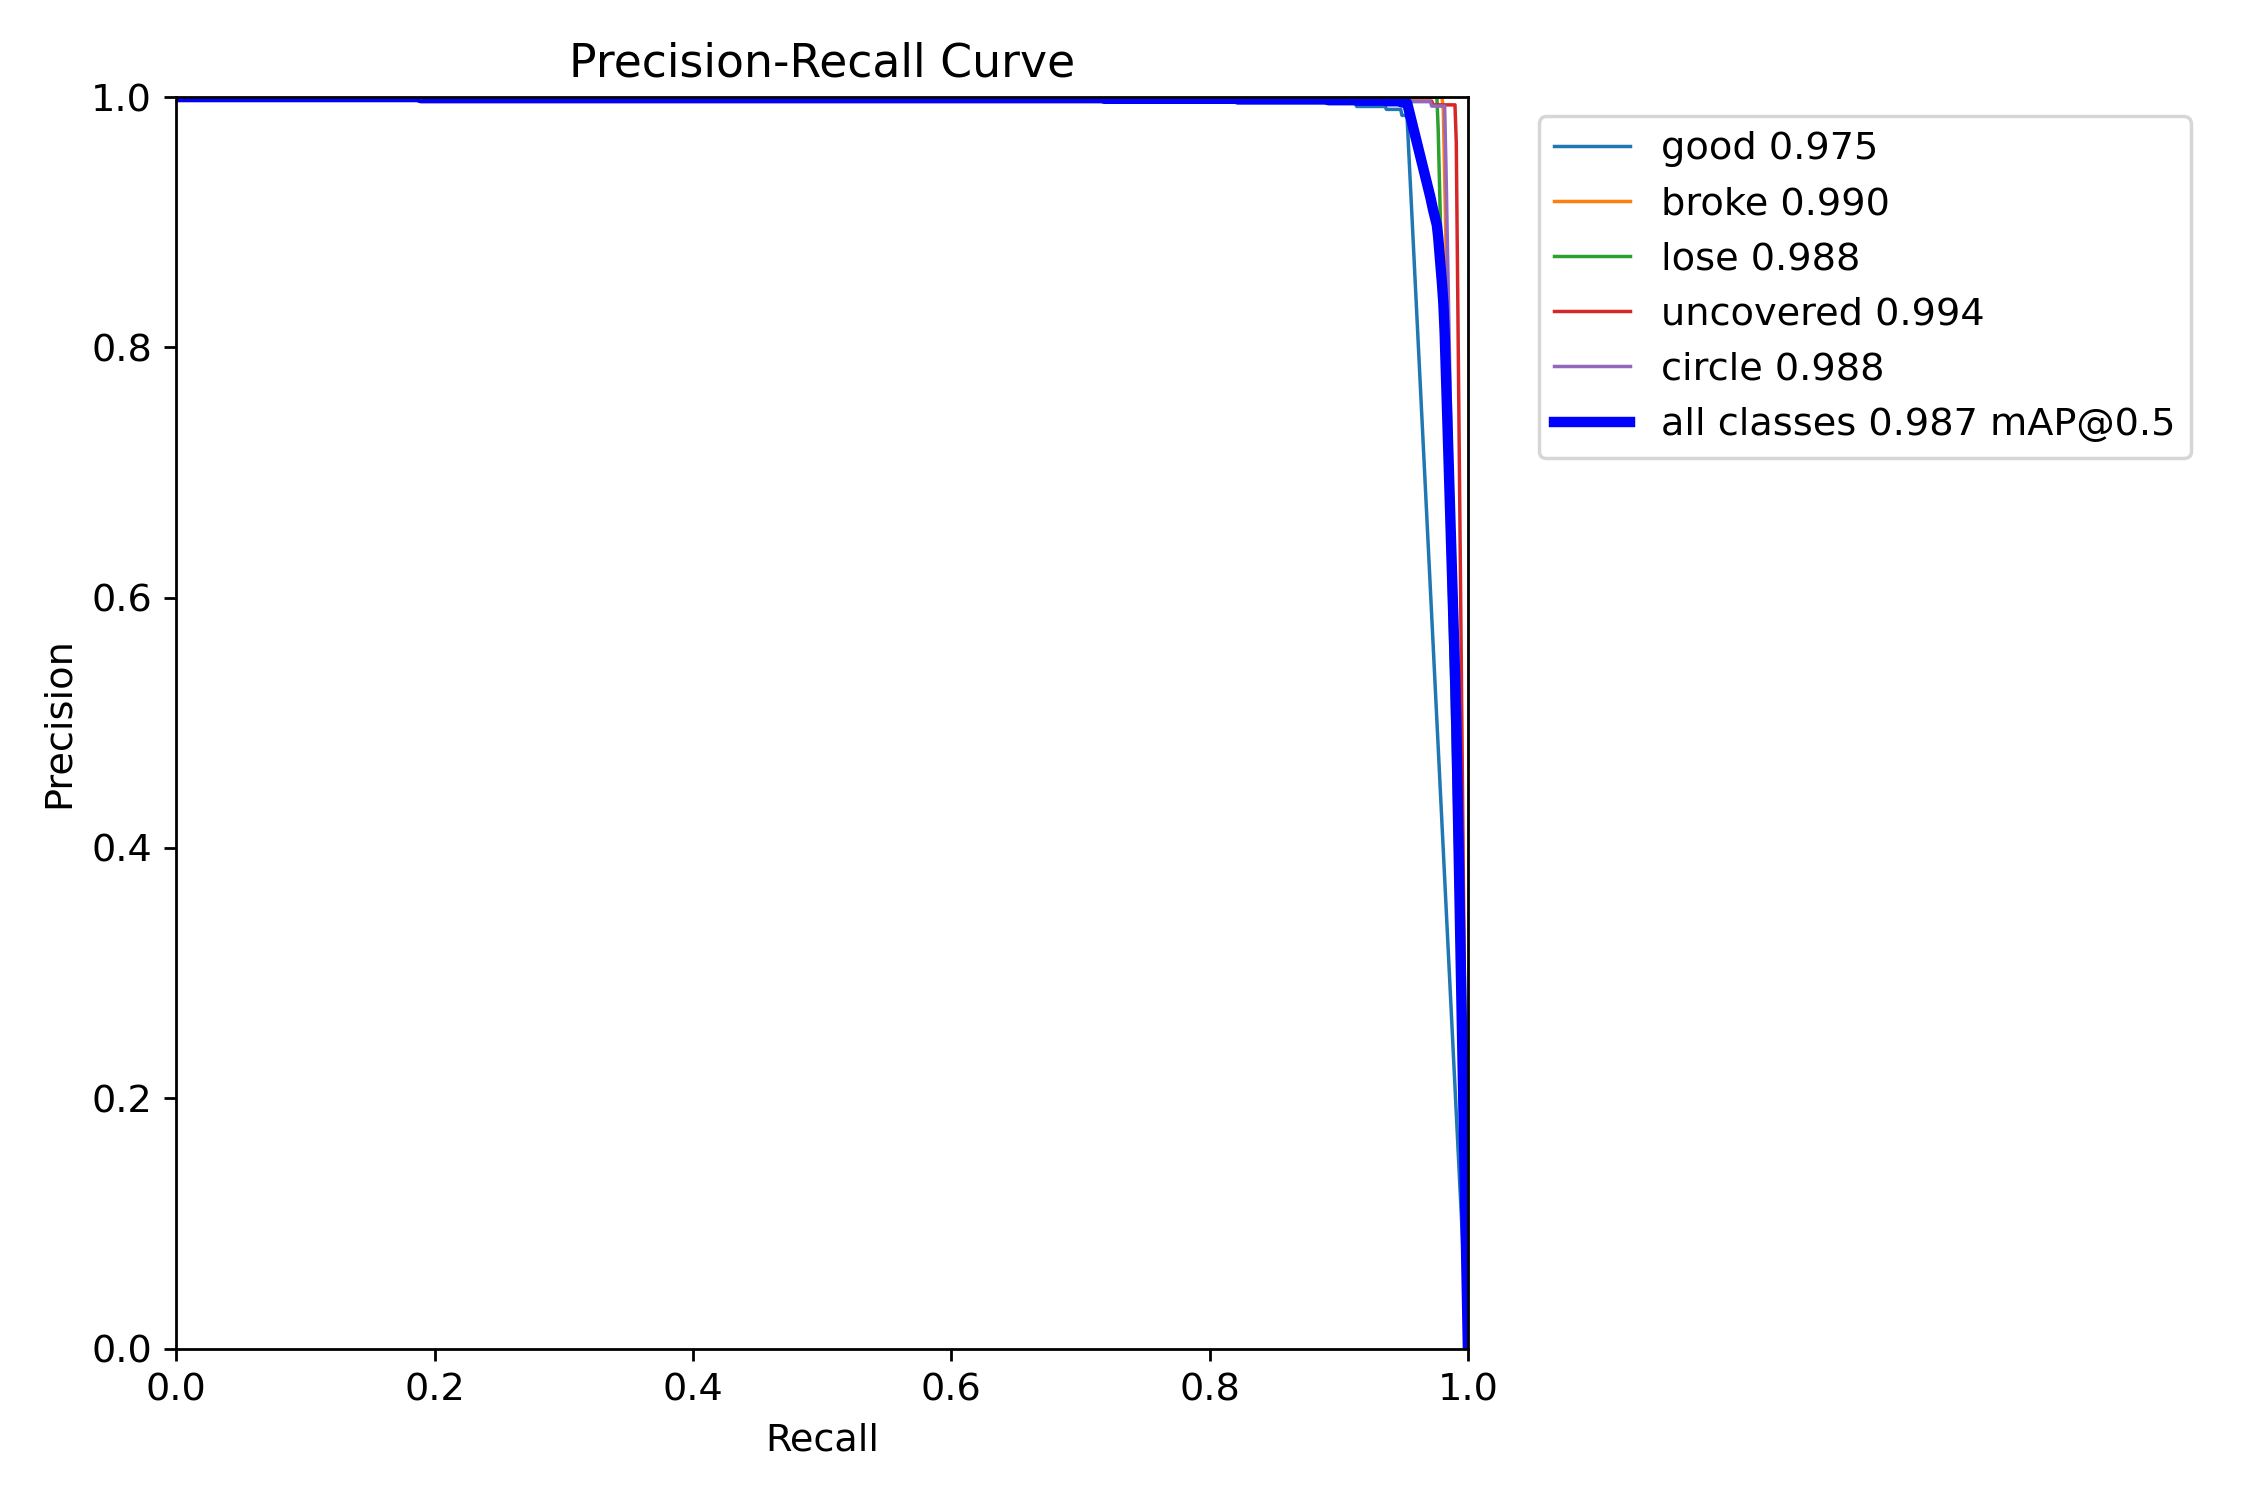 Precision-Recall Curve
1.0
0.8
0.6
0.4
0.2
0.0
Precision
0.0 0.2 0.4 0.6 0.8 1.0
Recall
good 0.975
broke 0.990
lose 0.988
uncovered 0.994
circle 0.988
all classes 0.987 mAP@0.5